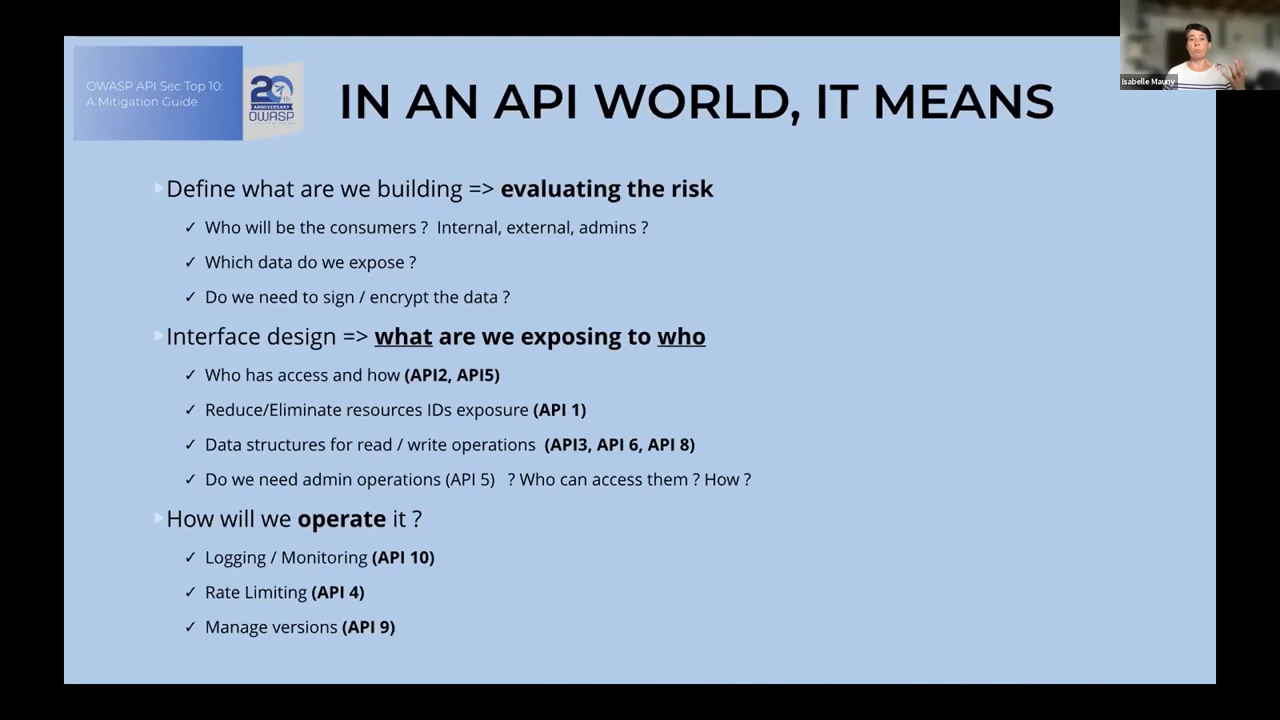 OWASP API Sec Top 10:
A Mitigation Guide
20th
ANNIVERSARY
OWASP
IN AN API WORLD, IT MEANS
Isabelle Mauny
Define what are we building => evaluating the risk
✓ Who will be the consumers ? Internal, external, admins ?
✓ Which data do we expose ?
✓ Do we need to sign / encrypt the data ?
Interface design => what are we exposing to who
✓ Who has access and how (API2, API5)
✓ Reduce/Eliminate resources IDs exposure (API 1)
✓ Data structures for read / write operations (API3, API 6, API 8)
✓ Do we need admin operations (API 5) ? Who can access them ? How ?
How will we operate it ?
✓ Logging / Monitoring (API 10)
✓ Rate Limiting (API 4)
✓ Manage versions (API 9)